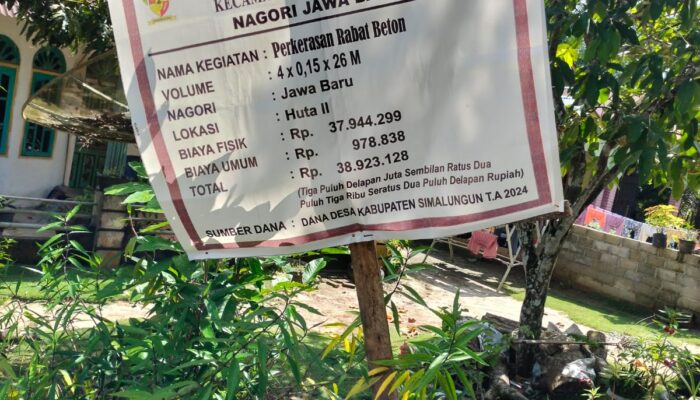 NAGORI JAWA
NAMA KEGIATAN : Perkerasan Rabat Beton
VOLUME : 4 x 0,15 x 26 M
NAGORI : Jawa Baru
LOKASI : Huta II
BIAYA FISIK : Rp. 37.944.299
BIAYA UMUM : Rp. 978.838
TOTAL : Rp. 38.923.128
(Tiga Puluh Delapan Juta Sembilan Ratus Dua
Puluh Tiga Ribu Seratus Dua Puluh Delapan Rupiah)
SUMBER DANA : DANA DESA KABUPATEN SIMALUNGUN T.A 2024